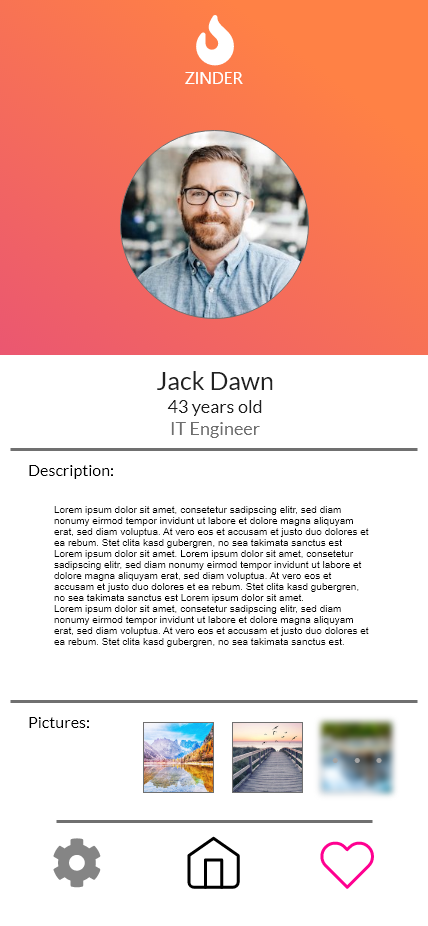 ZINDER
Jack Dawn
43 years old
IT Engineer
Description:
Lorem ipsum dolor sit amet, consetetur sadipscing elitr, sed diam
nonumy eirmod tempor invidunt ut labore et dolore magna aliquyam
erat, sed diam voluptua. At vero eos et accusam et justo duo dolores et
ea rebum. Stet clita kasd gubergren, no sea takimata sanctus est
Lorem ipsum dolor sit amet. Lorem ipsum dolor sit amet, consetetur
sadipscing elitr, sed diam nonumy eirmod tempor invidunt ut labore et
dolore magna aliquyam erat, sed diam voluptua. At vero eos et
accusam et justo duo dolores et ea rebum. Stet clita kasd gubergren,
no sea takimata sanctus est Lorem ipsum dolor sit amet.
Lorem ipsum dolor sit amet, consetetur sadipscing elitr, sed diam
nonumy eirmod tempor invidunt ut labore et dolore magna aliquyam
erat, sed diam voluptua. At vero eos et accusam et justo duo dolores et
ea rebum. Stet clita kasd gubergren, no sea takimata sanctus est.
Pictures: